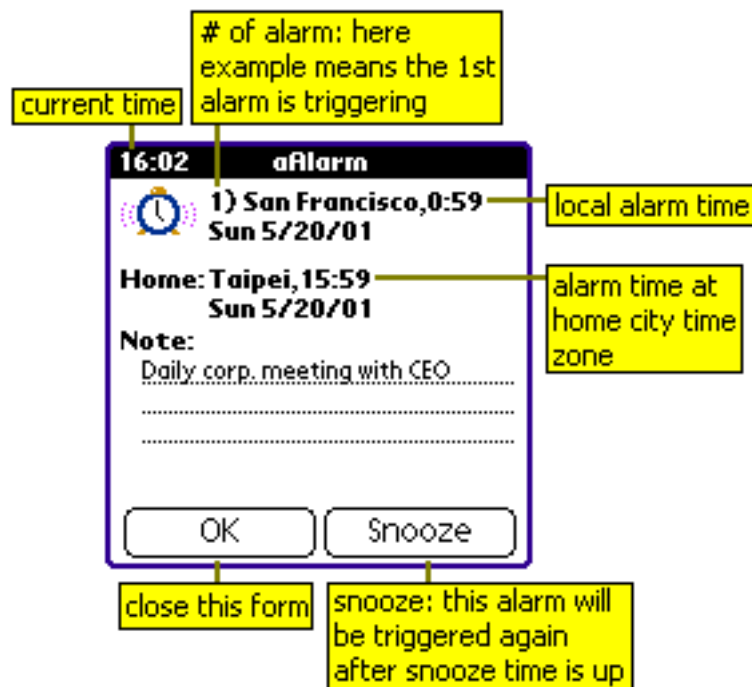 # of alarm: here
example means the 1st
alarm is triggering
current time
16:02 aAlarm
1) San Francisco,0:59
local alarm time
Sun 5/20/01
Home: Taipei,15:59
alarm time at
home city time
zone
Sun 5/20/01
Note:
Daily corp. meeting with CEO
OK Snooze
close this form
snooze: this alarm will
be triggered again
after snooze time is up